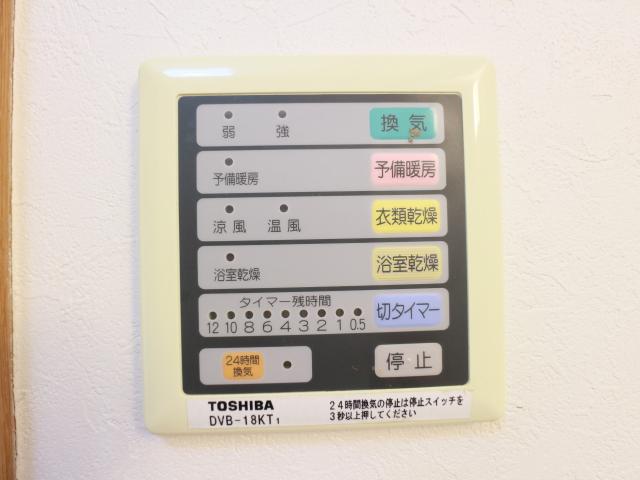 弱 強 換気
予備暖房 予備暖房
涼風 温風 衣類乾燥
浴室乾燥 浴室乾燥
タイマー残時間
12 10 8 6 4 3 2 1 0.5 切タイマー
24時間
換気
停止
TOSHIBA
DVB-18KT1
24時間換気の停止は停止スイッチを
3秒以上押してください